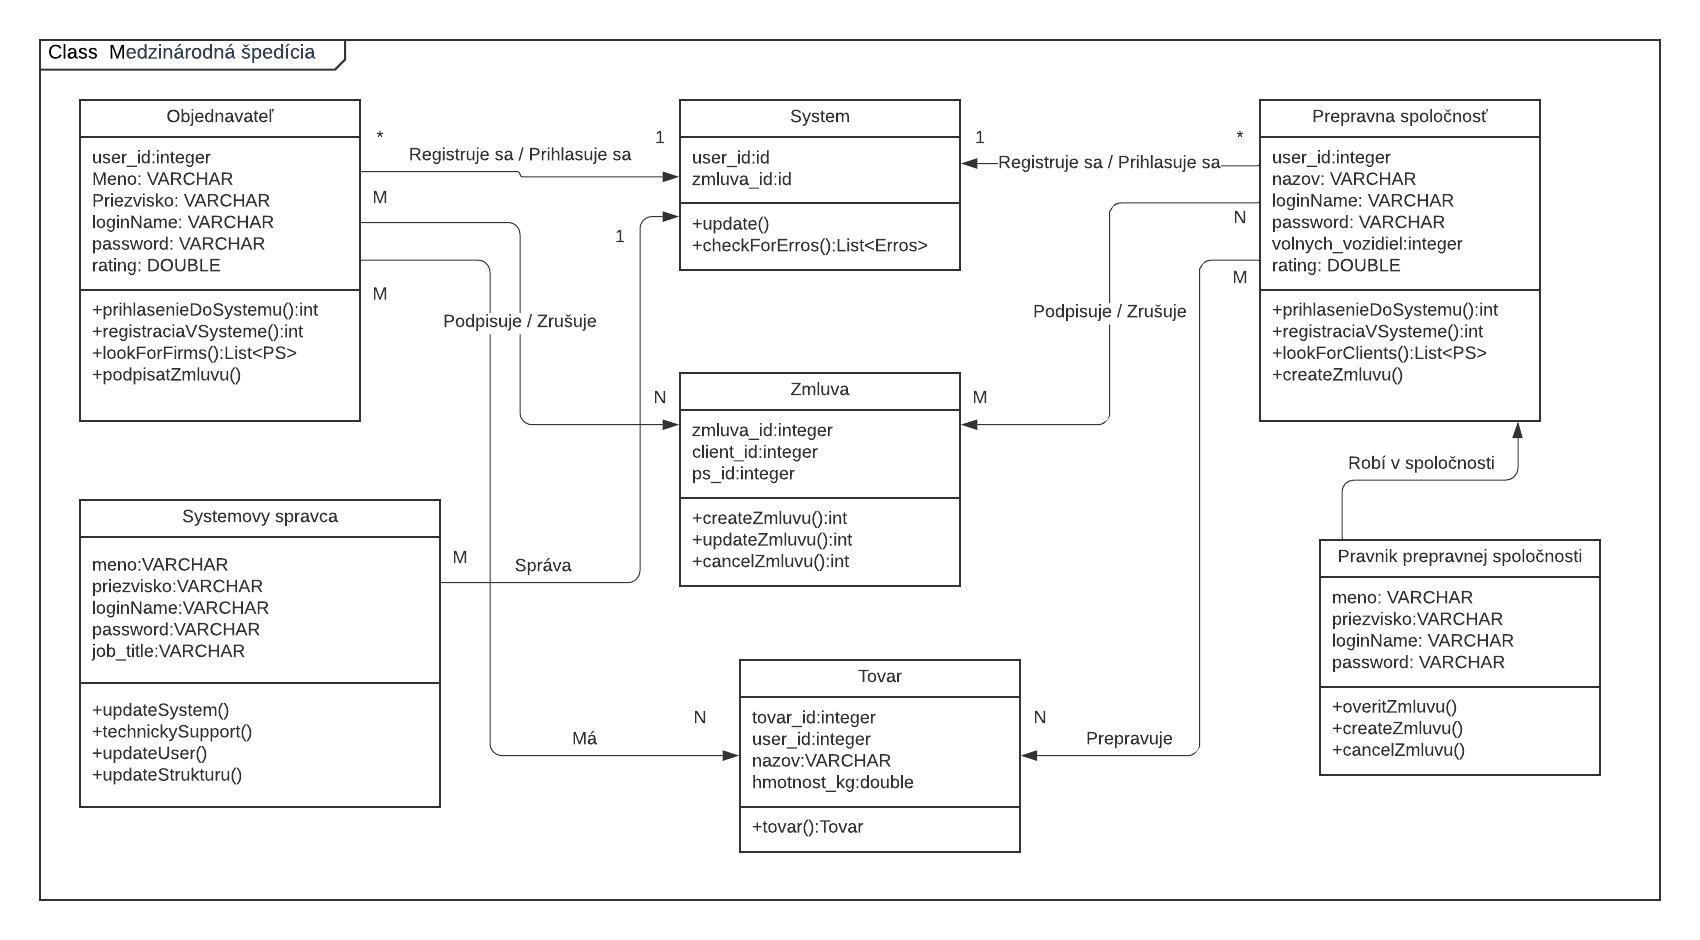 Class  Medzinárodná špedícia
Objednavateľ
user_id:integer
Meno: VARCHAR
Priezvisko: VARCHAR
loginName: VARCHAR
password: VARCHAR
rating: DOUBLE
+prihlasenieDoSystemu():int
+registraciaVSysteme():int
+lookForFirms():List<PS>
+podpisatZmluvu()
*
Registruje sa / Prihlasuje sa
1
M
M
Podpisuje / Zrušuje
N
System
user_id:id
zmluva_id:id
+update()
+checkForErros():List<Erros>
1
Registruje sa / Prihlasuje sa
*
Prepravna spoločnosť
user_id:integer
nazov: VARCHAR
loginName: VARCHAR
password: VARCHAR
volnych_vozidiel:integer
rating: DOUBLE
+prihlasenieDoSystemu():int
+registraciaVSysteme():int
+lookForClients():List<PS>
+createZmluvu()
N
M
Podpisuje / Zrušuje
M
1
Zmluva
zmluva_id:integer
client_id:integer
ps_id:integer
+createZmluvu():int
+updateZmluvu():int
+cancelZmluvu():int
Robí v spoločnosti
Systemovy spravca
meno:VARCHAR
priezvisko:VARCHAR
loginName:VARCHAR
password:VARCHAR
job_title:VARCHAR
+updateSystem()
+technickySupport()
+updateUser()
+updateStrukturu()
M
Správa
Má
N
Tovar
tovar_id:integer
user_id:integer
nazov:VARCHAR
hmotnost_kg:double
+tovar():Tovar
N
Prepravuje
Pravnik prepravnej spoločnosti
meno: VARCHAR
priezvisko:VARCHAR
loginName: VARCHAR
password: VARCHAR
+overitZmluvu()
+createZmluvu()
+cancelZmluvu()